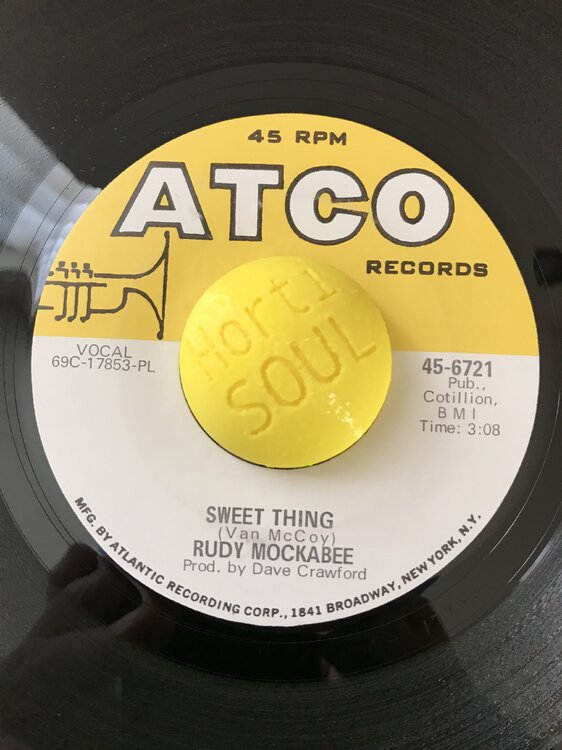 45 RPM
ATCO
RECORDS
Horti
SOUL
VOCAL
69C-17853-PL
45-6721
Pub.,
Cotillion,
BMI
Time: 3:08
SWEET THING
(Van McCoy)
RUDY MOCKABEE
Prod. by Dave Crawford
MFG. BY ATLANTIC RECORDING CORP., 1841 BROADWAY, NEW YORK, N.Y.